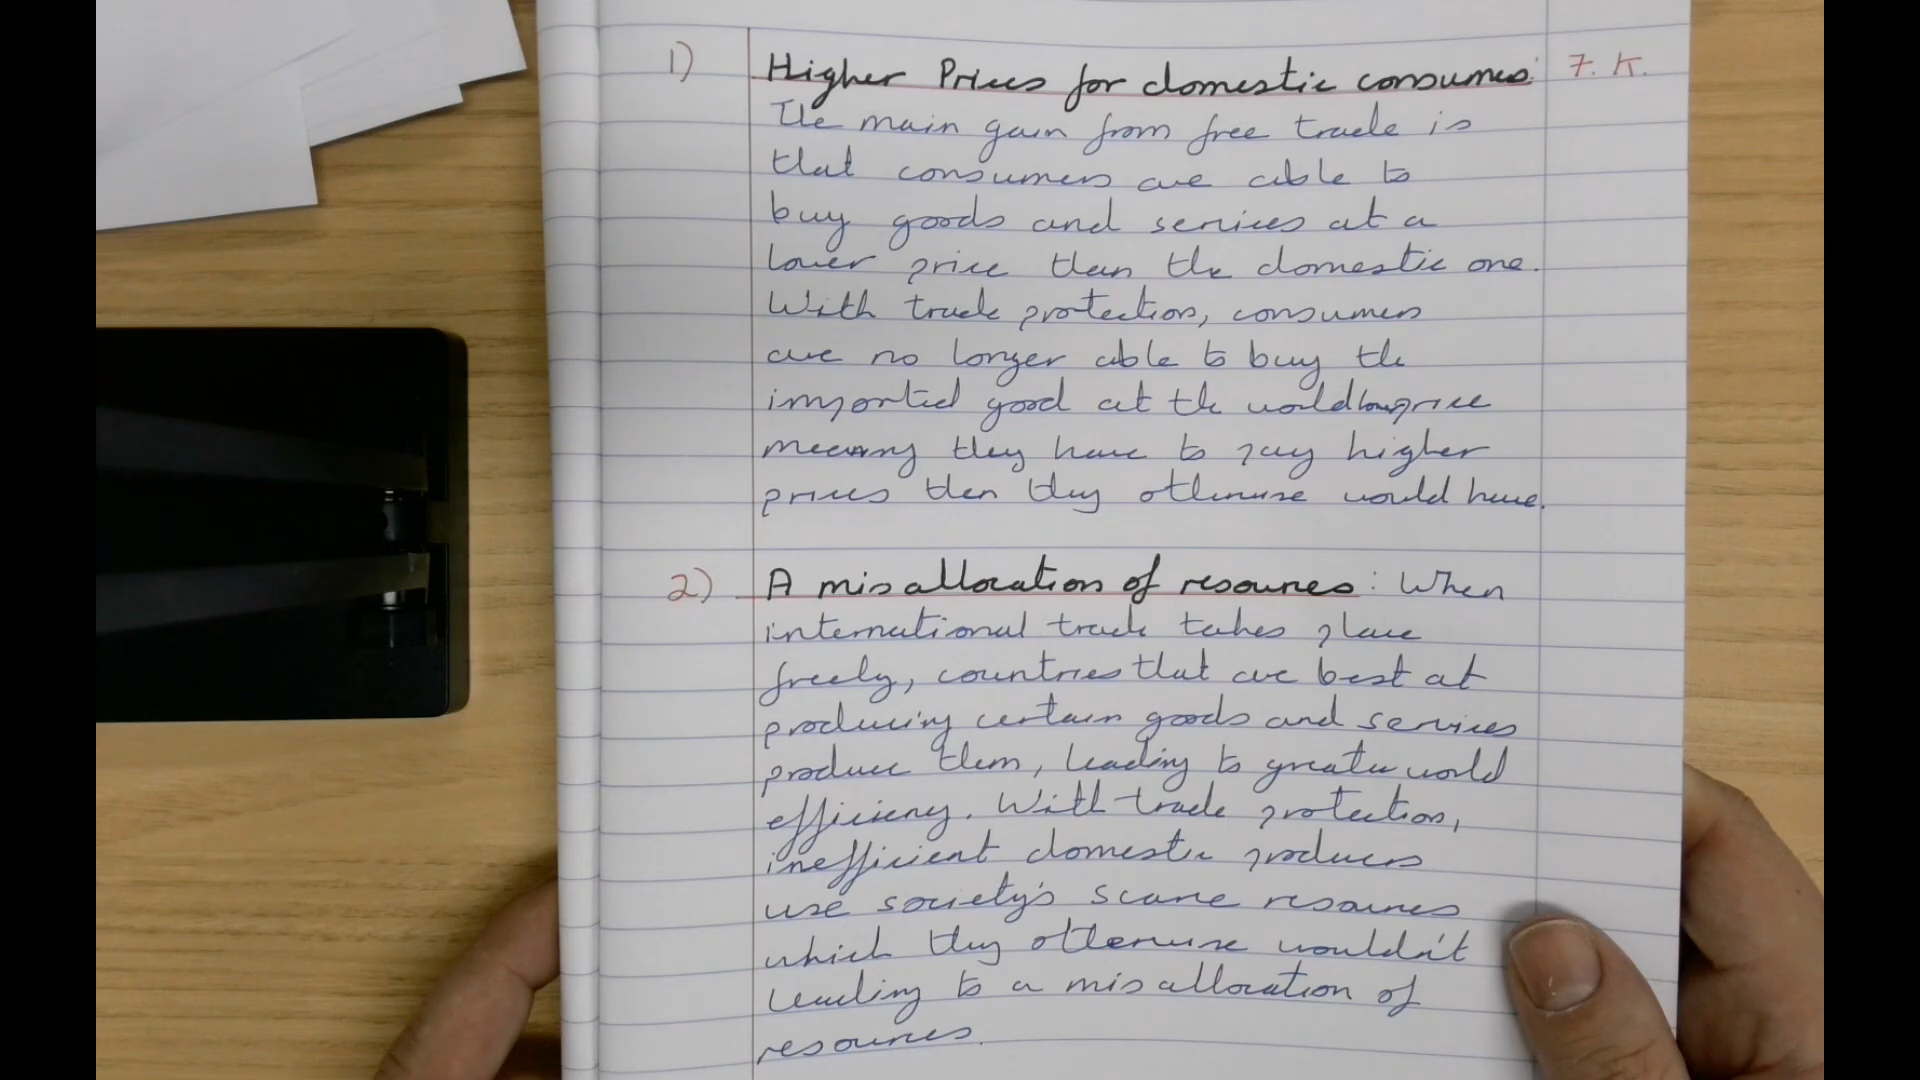 1) Higher Prices for domestic consumers: 7. K.
The main gain from free trade is
that consumers are able to
buy goods and services at a
lower price than the domestic one.
With trade protection, consumers
are no longer able to buy the
imported good at the world low price
meaning they have to pay higher
prices then they otherwise would have.
2) A misallocation of resources: When
international trade takes place
freely, countries that are best at
producing certain goods and services
produce them, leading to greater world
efficiency. With trade protection,
inefficient domestic producers
use society's scarce resources
which they otherwise wouldn't
leading to a misallocation of
resources.